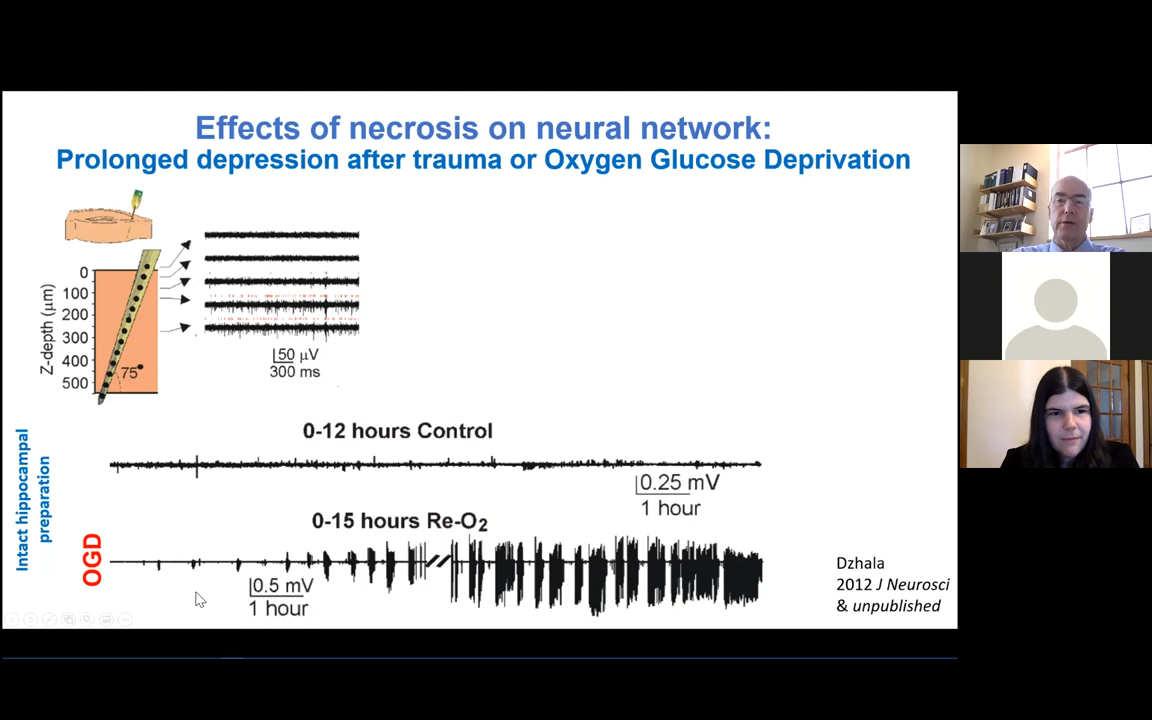 Effects of necrosis on neural network:
Prolonged depression after trauma or Oxygen Glucose Deprivation
Z-depth (µm)
0
100
200
300
400
500
75°
50 µV
300 ms
Intact hippocampal
preparation
0-12 hours Control
0.25 mV
1 hour
0-15 hours Re-O₂
OGD
0.5 mV
1 hour
Dzhala
2012 J Neurosci
& unpublished